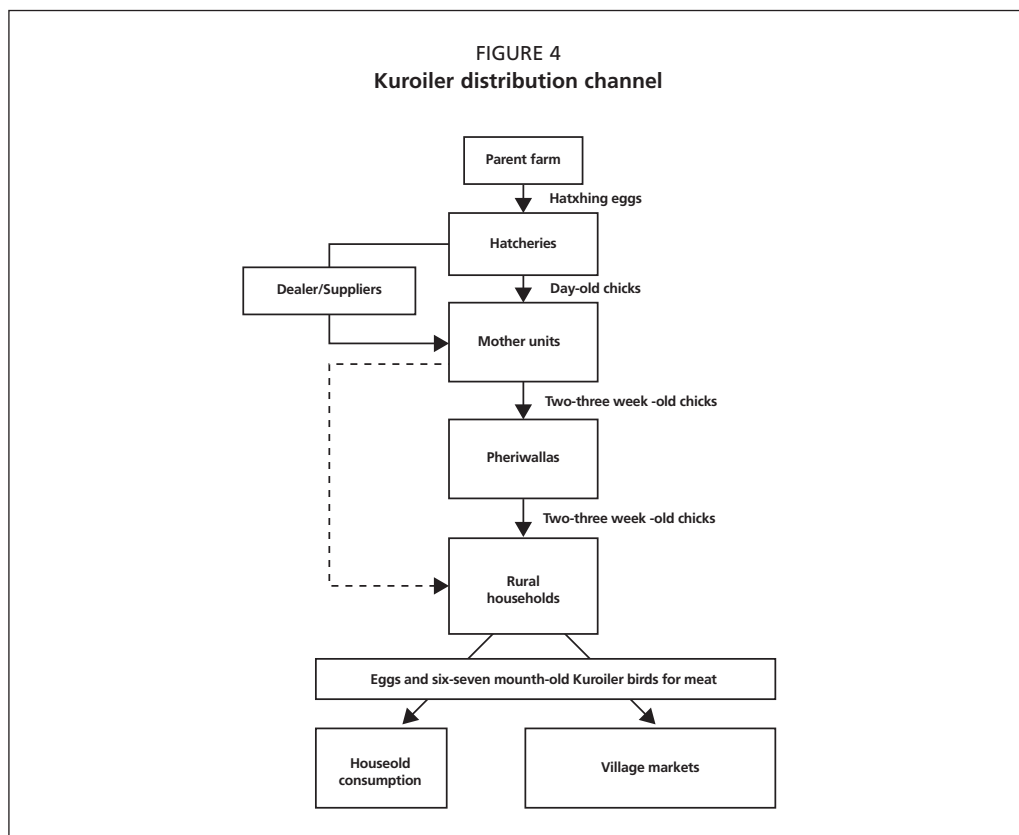 FIGURE 4
Kuroiler distribution channel
Parent farm
Hatxhing eggs
Hatcheries
Dealer/Suppliers
Day-old chicks
Mother units
Two-three week -old chicks
Pheriwallas
Two-three week -old chicks
Rural
households
Eggs and six-seven mounth-old Kuroiler birds for meat
Houseold
consumption
Village markets